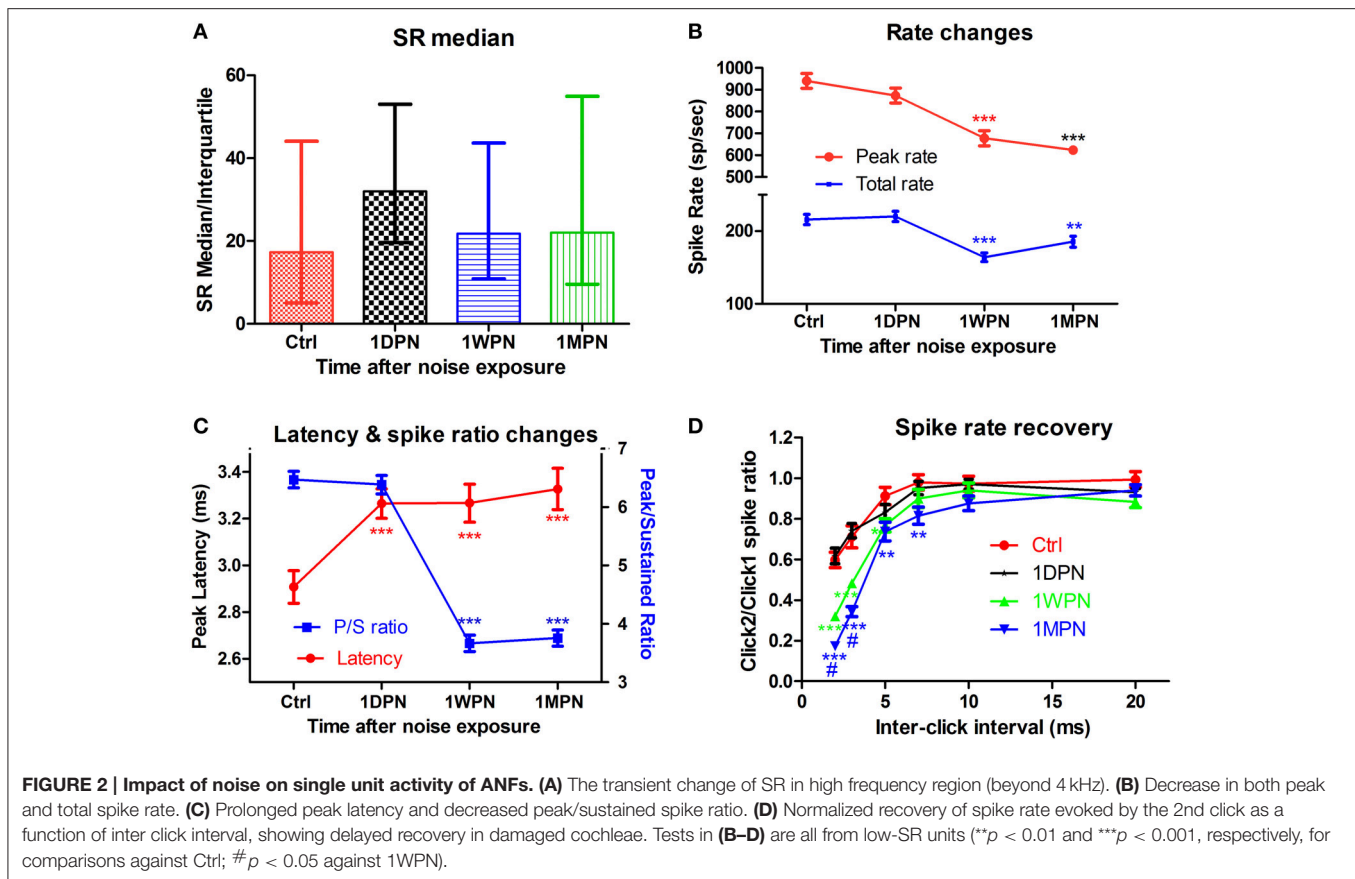 A
SR median
SR Median/Interquartile
60
40
20
0
Ctrl 1DPN 1WPN 1MPN
Time after noise exposure
B
Rate changes
Spike Rate (sp/sec)
1000
900
800
700
600
500
200
100
***
***
Peak rate
Total rate
***
**
Ctrl 1DPN 1WPN 1MPN
Time after noise exposure
C
Latency & spike ratio changes
Peak Latency (ms)
3.4
3.2
3.0
2.8
2.6
Peak/Sustained Ratio
7
6
5
4
3
***
***
***
***
***
P/S ratio
Latency
Ctrl 1DPN 1WPN 1MPN
Time after noise exposure
D
Spike rate recovery
Click2/Click1 spike ratio
1.2
1.0
0.8
0.6
0.4
0.2
0.0
***
**
**
***
***
***
#
***
#
Ctrl
1DPN
1WPN
1MPN
0 5 10 15 20
Inter-click interval (ms)
FIGURE 2 | Impact of noise on single unit activity of ANFs. (A) The transient change of SR in high frequency region (beyond 4 kHz). (B) Decrease in both peak
and total spike rate. (C) Prolonged peak latency and decreased peak/sustained spike ratio. (D) Normalized recovery of spike rate evoked by the 2nd click as a
function of inter click interval, showing delayed recovery in damaged cochleae. Tests in (B–D) are all from low-SR units (**p < 0.01 and ***p < 0.001, respectively, for
comparisons against Ctrl; #p < 0.05 against 1WPN).